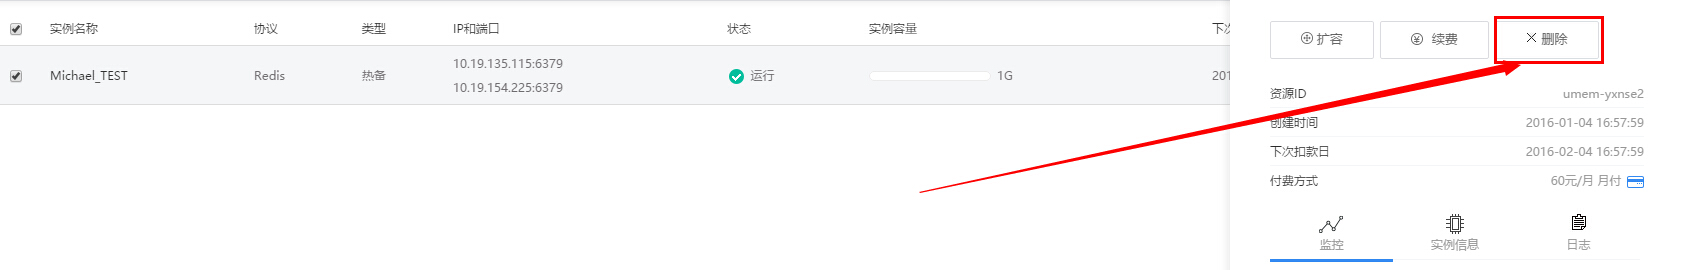 实例名称 协议 类型 IP和端口 状态 实例容量 下次
Michael_TEST Redis 热备 10.19.135.115:6379 运行 1G 201
10.19.154.225:6379
扩容 续费 删除
资源ID umem-yxnse2
创建时间 2016-01-04 16:57:59
下次扣款日 2016-02-04 16:57:59
付费方式 60元/月 月付
监控 实例信息 日志